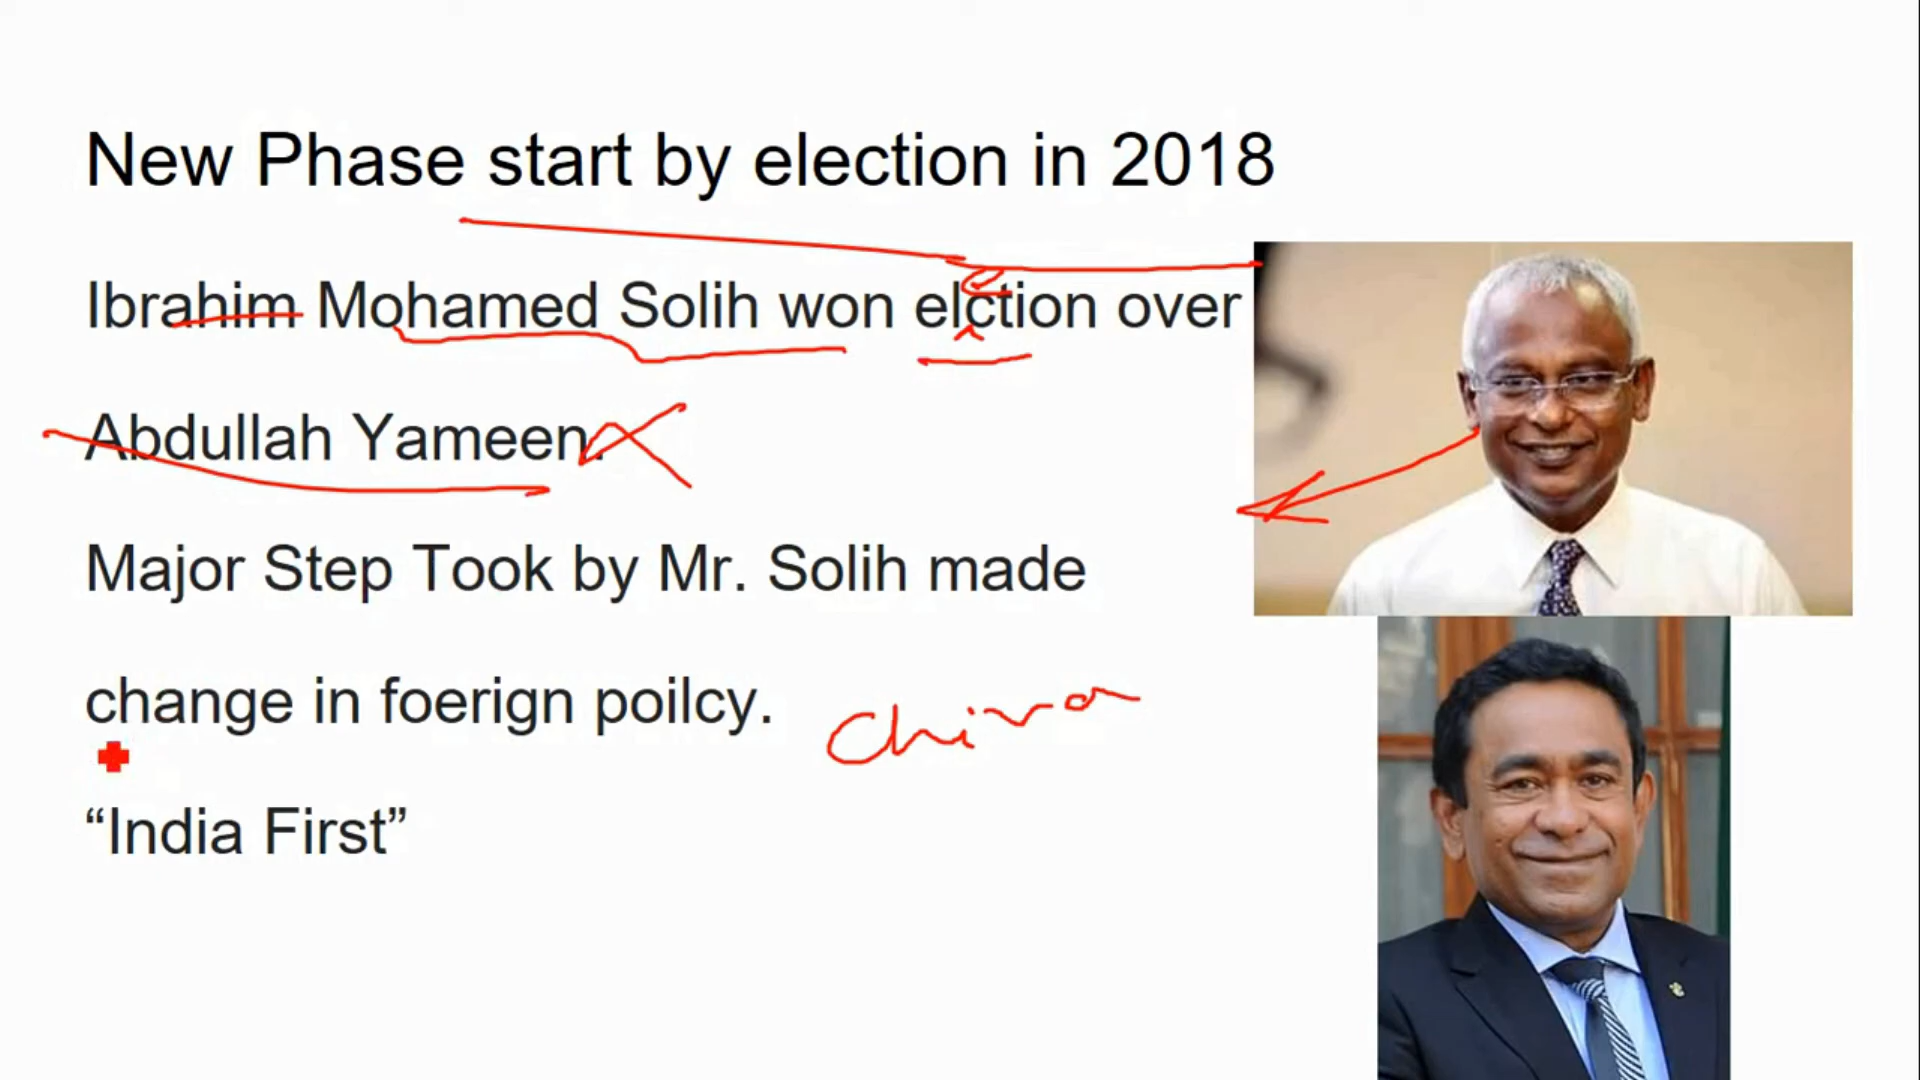 New Phase start by election in 2018
e
Ibrahim Mohamed Solih won elction over
Abdullah Yameen.
Major Step Took by Mr. Solih made
change in foerign poilcy.
China
“India First”